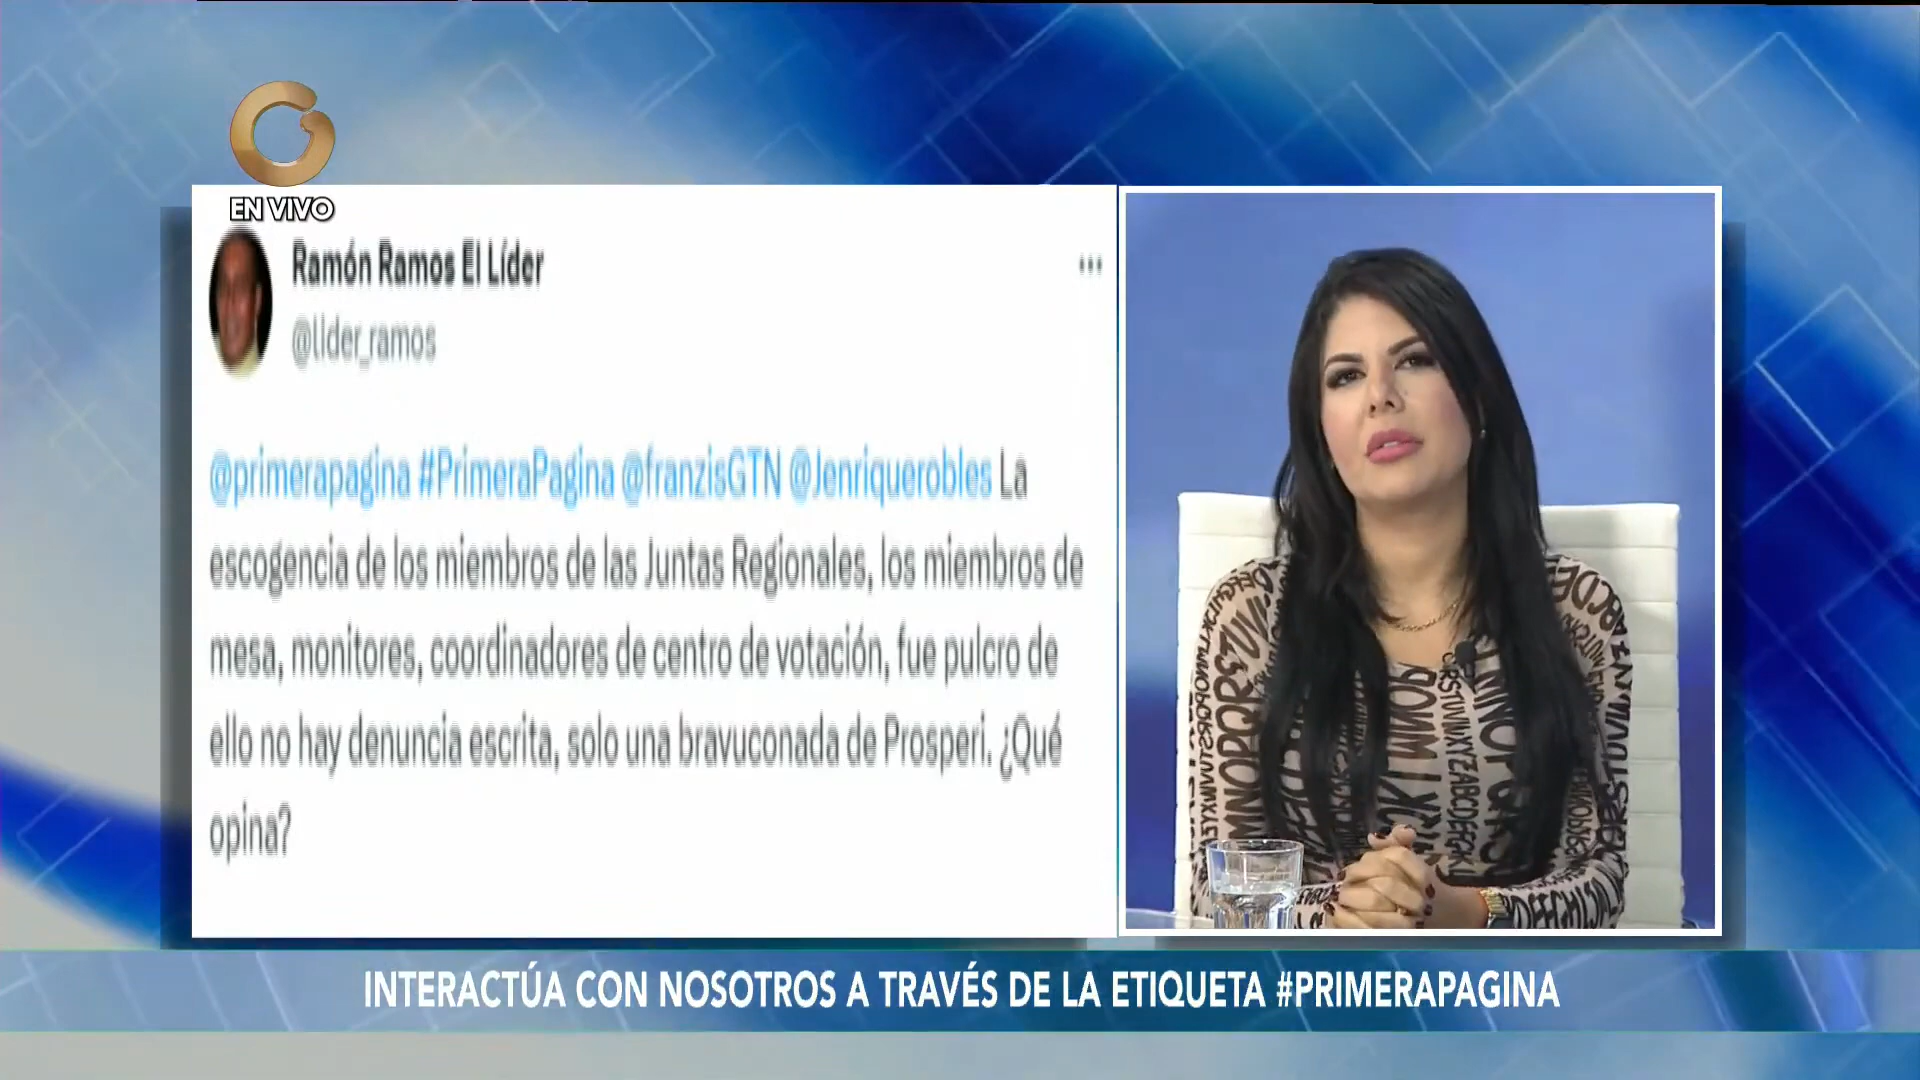 EN VIVO
Ramón Ramos El Líder
@lider_ramos
@primerapagina #PrimeraPagina @franzisGTN @Jenriquerobles La
escogencia de los miembros de las Juntas Regionales, los miembros de
mesa, monitores, coordinadores de centro de votación, fue pulcro de
ello no hay denuncia escrita, solo una bravuconada de Prosperi. ¿Qué
opina?
INTERACTÚA CON NOSOTROS A TRAVÉS DE LA ETIQUETA #PRIMERAPAGINA